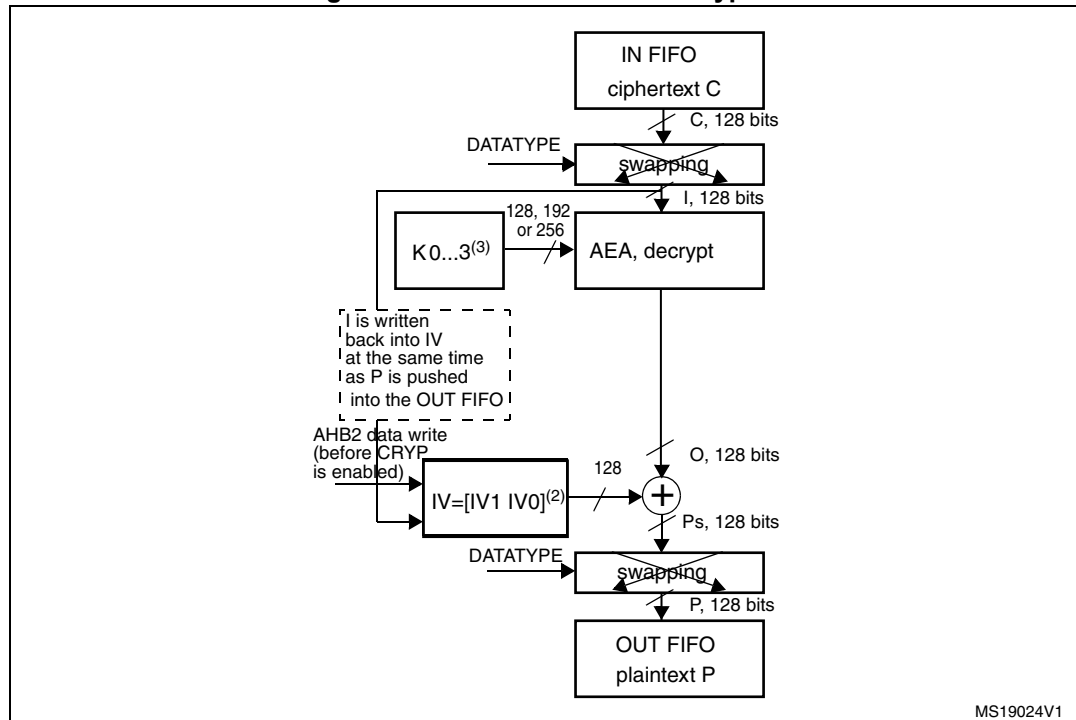 IN FIFO
ciphertext C
C, 128 bits
DATATYPE
swapping
I, 128 bits
128, 192
or 256
K 0...3(3)
AEA, decrypt
I is written
back into IV
at the same time
as P is pushed
into the OUT FIFO
AHB2 data write
(before CRYP
is enabled)
IV=[IV1 IV0](2)
128
O, 128 bits
+
Ps, 128 bits
DATATYPE
swapping
P, 128 bits
OUT FIFO
plaintext P
MS19024V1